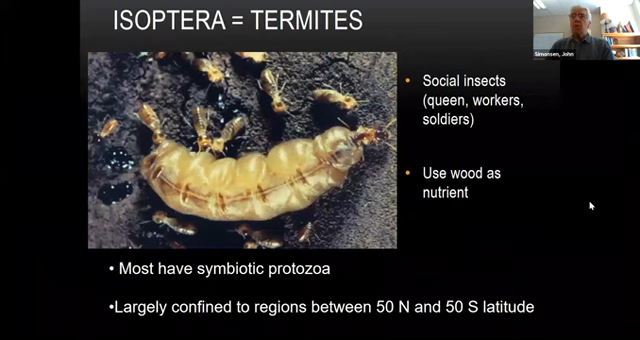 ISOPTERA = TERMITES
Simonsen, John
• Social insects
(queen, workers,
soldiers)
• Use wood as
nutrient
• Most have symbiotic protozoa
•Largely confined to regions between 50 N and 50 S latitude